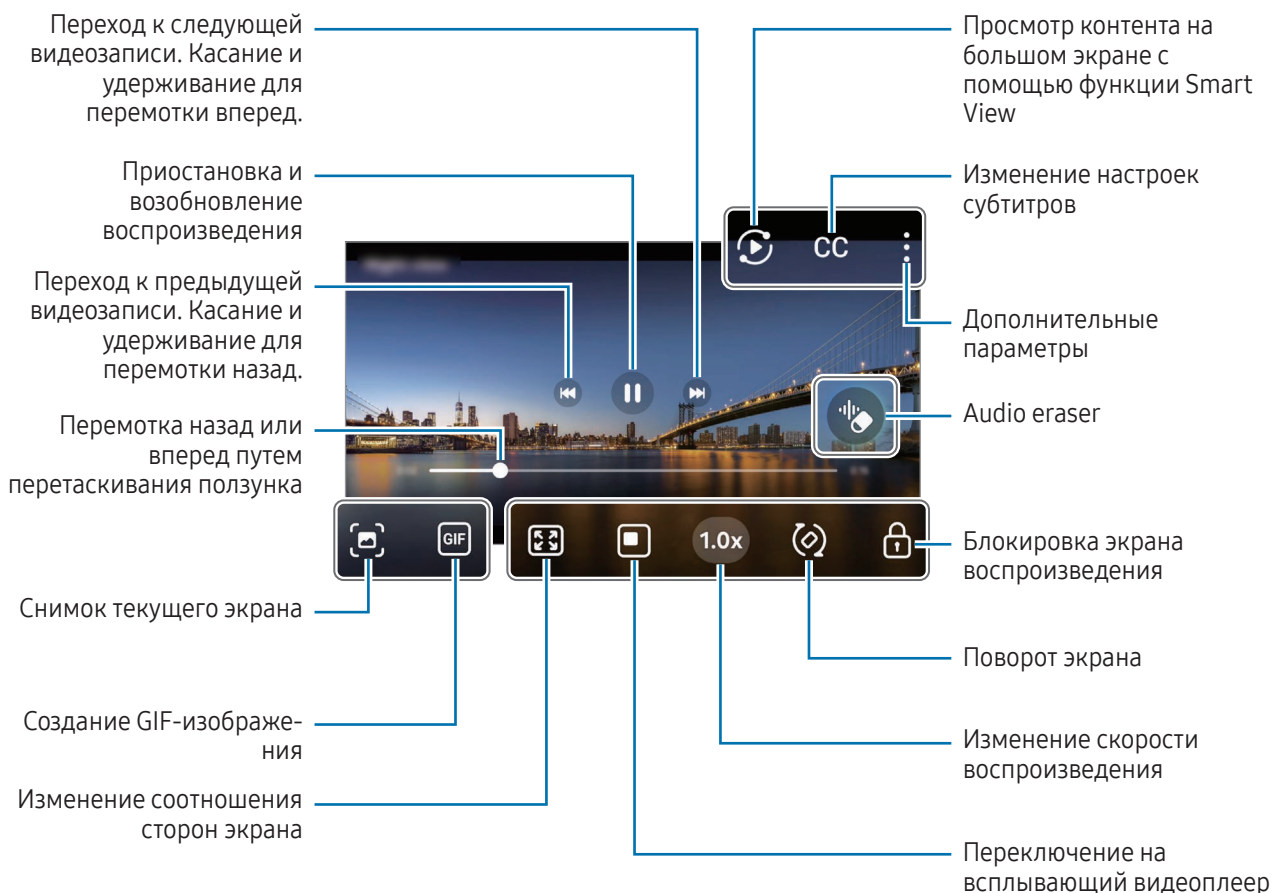 Переход к следующей
видеозаписи. Касание и
удерживание для
перемотки вперед.
Приостановка и
возобновление
воспроизведения
Переход к предыдущей
видеозаписи. Касание и
удерживание для
перемотки назад.
Перемотка назад или
вперед путем
перетаскивания ползунка
Снимок текущего экрана
Создание GIF-изображе-
ния
Изменение соотношения
сторон экрана
CC
GIF
1.0x
Просмотр контента на
большом экране с
помощью функции Smart
View
Изменение настроек
субтитров
Дополнительные
параметры
Audio eraser
Блокировка экрана
воспроизведения
Поворот экрана
Изменение скорости
воспроизведения
Переключение на
всплывающий видеоплеер